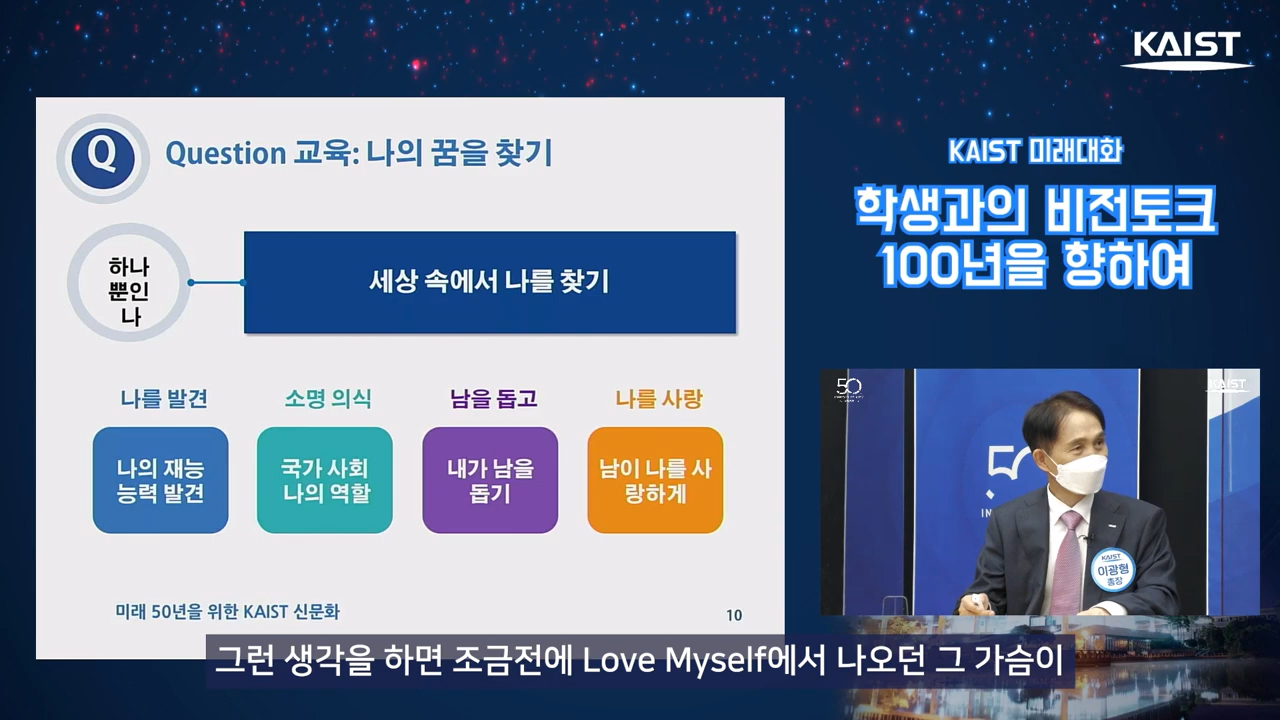 KAIST
Q
Question 교육: 나의 꿈을 찾기
하나
뿐인
나
세상 속에서 나를 찾기
나를 발견
소명 의식
남을 돕고
나를 사랑
나의 재능
능력 발견
국가 사회
나의 역할
내가 남을
돕기
남이 나를 사
랑하게
미래 50년을 위한 KAIST 신문화
10
KAIST 미래대화
학생과의 비전토크
100년을 향하여
50
KAIST
50
IN
KAIST
이광형
총장
그런 생각을 하면 조금전에 Love Myself에서 나오던 그 가슴이